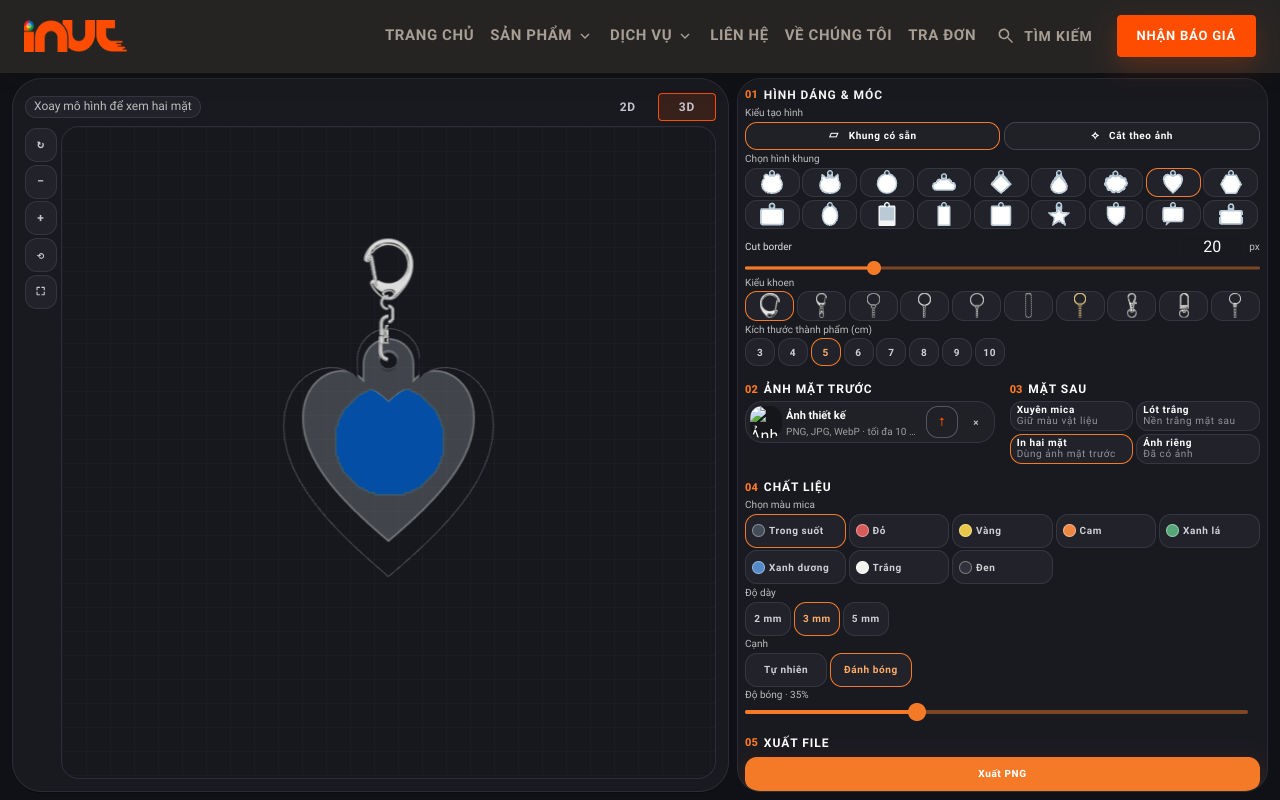 inut
TRANG CHỦ SẢN PHẨM DỊCH VỤ LIÊN HỆ VỀ CHÚNG TÔI TRA ĐƠN TÌM KIẾM NHẬN BÁO GIÁ
Xoay mô hình để xem hai mặt
2D 3D
01 HÌNH DÁNG & MÓC
Kiểu tạo hình
Khung có sẵn Cắt theo ảnh
Chọn hình khung
Cut border 20 px
Kiểu khoen
Kích thước thành phẩm (cm)
3 4 5 6 7 8 9 10
02 ẢNH MẶT TRƯỚC
Ảnh thiết kế
PNG, JPG, WebP · tối đa 10 ...
03 MẶT SAU
Xuyên mica
Giữ màu vật liệu
Lót trắng
Nền trắng mặt sau
In hai mặt
Dùng ảnh mặt trước
Ảnh riêng
Đã có ảnh
04 CHẤT LIỆU
Chọn màu mica
Trong suốt Đỏ Vàng Cam Xanh lá
Xanh dương Trắng Đen
Độ dày
2 mm 3 mm 5 mm
Cạnh
Tự nhiên Đánh bóng
Độ bóng · 35%
05 XUẤT FILE
Xuất PNG